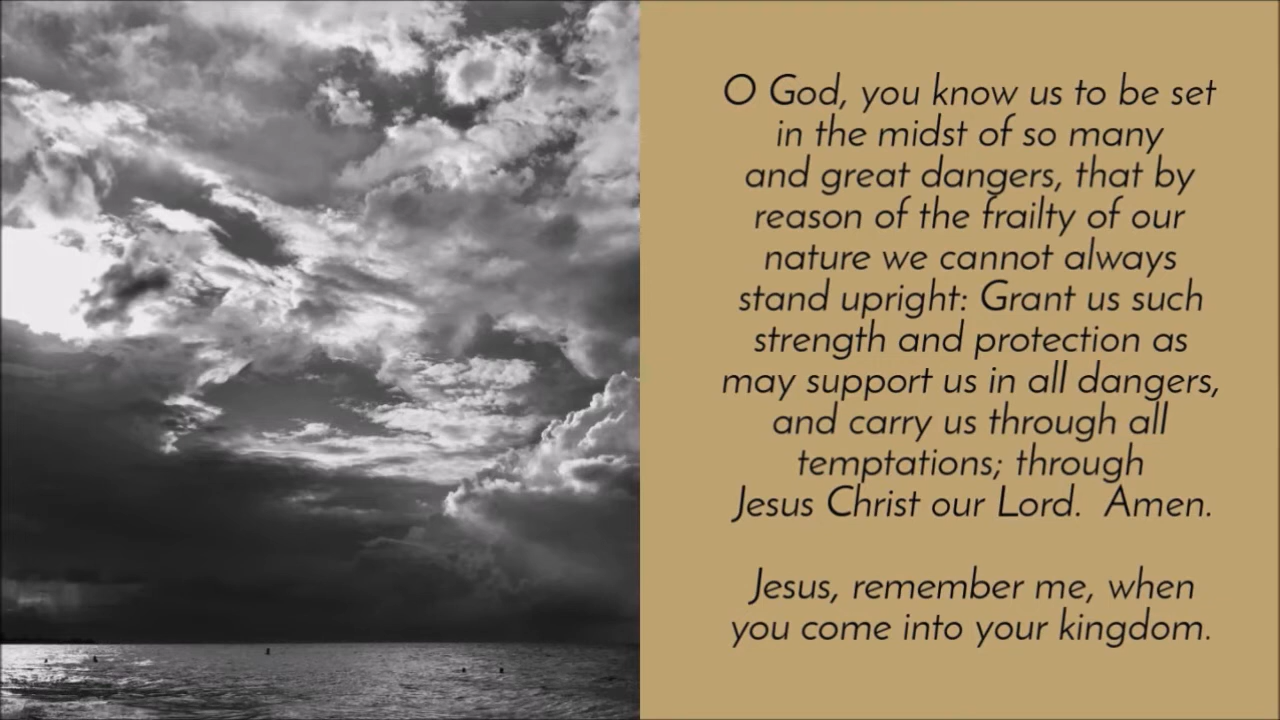 O God, you know us to be set
in the midst of so many
and great dangers, that by
reason of the frailty of our
nature we cannot always
stand upright: Grant us such
strength and protection as
may support us in all dangers,
and carry us through all
temptations; through
Jesus Christ our Lord.  Amen.
Jesus, remember me, when
you come into your kingdom.